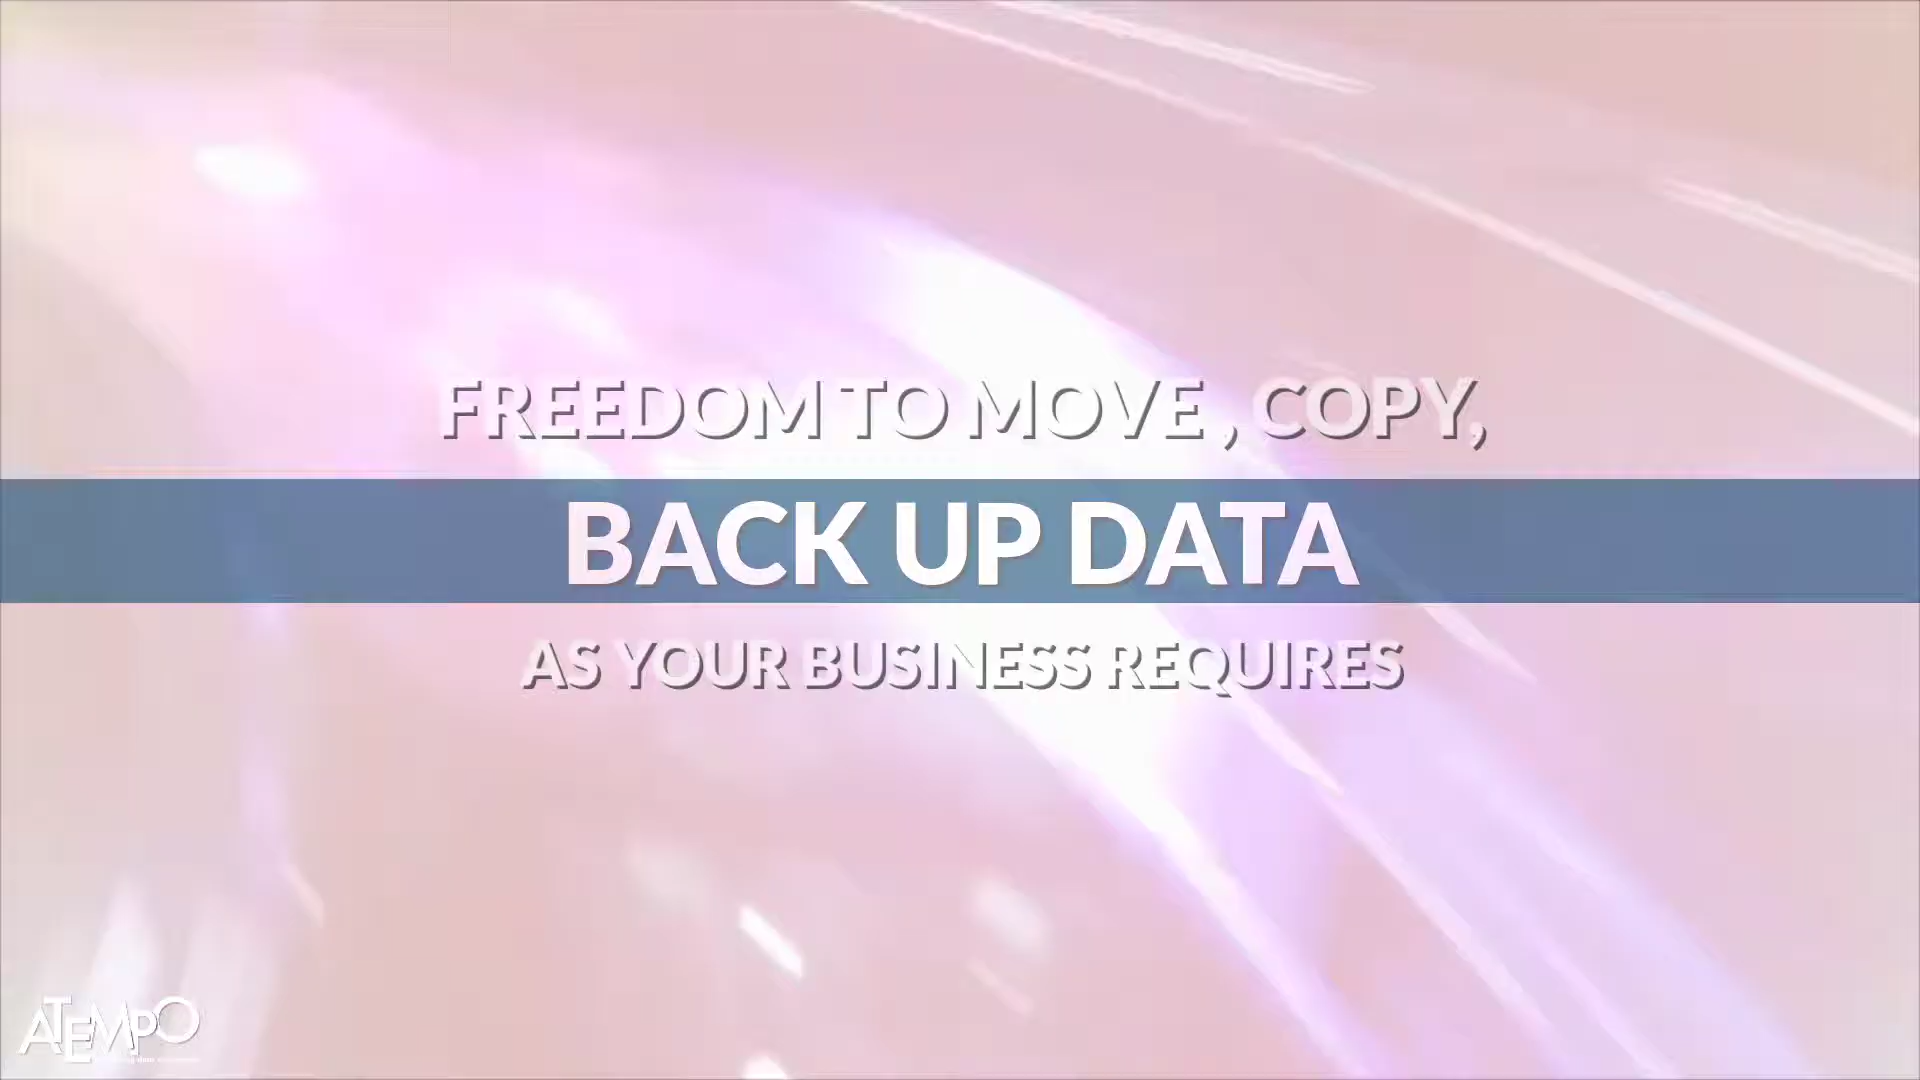 FREEDOM TO MOVE , COPY,
BACK UP DATA
AS YOUR BUSINESS REQUIRES
ATEMPO